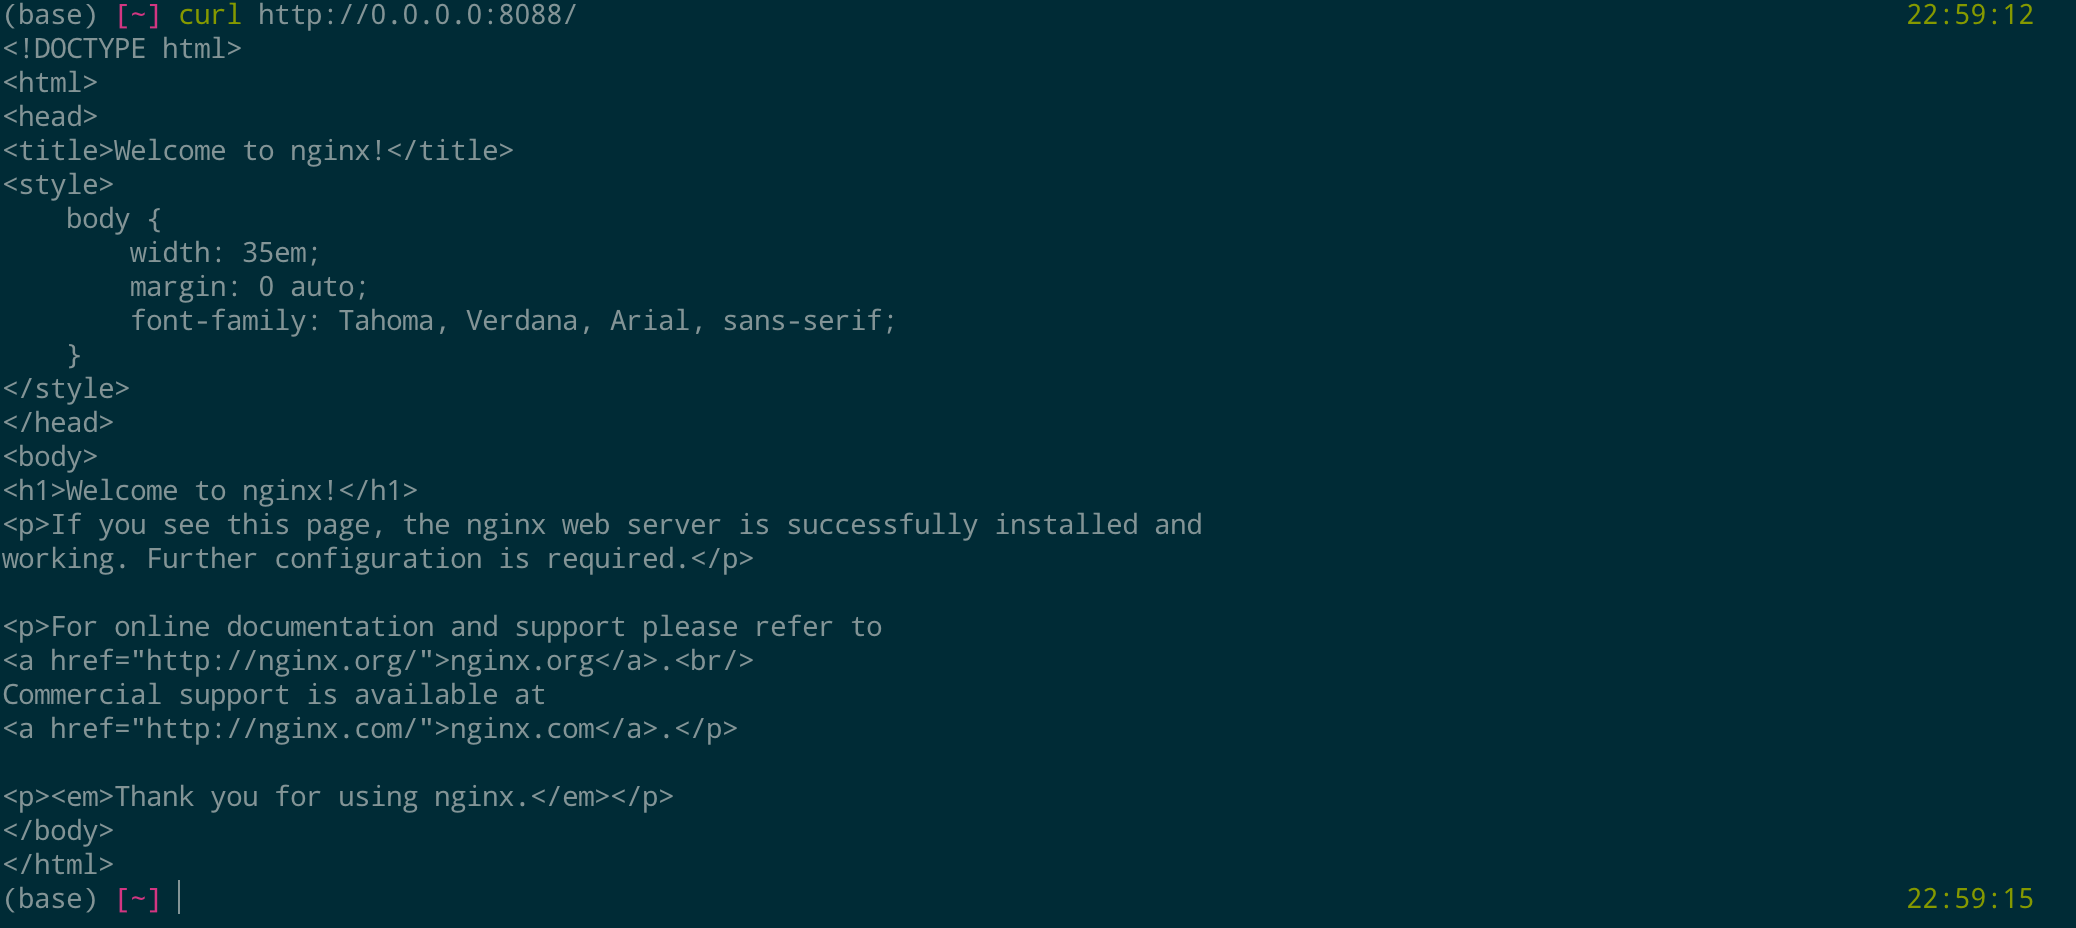 (base) [~] curl http://0.0.0.0:8088/ 22:59:12
<!DOCTYPE html>
<html>
<head>
<title>Welcome to nginx!</title>
<style>
    body {
        width: 35em;
        margin: 0 auto;
        font-family: Tahoma, Verdana, Arial, sans-serif;
    }
</style>
</head>
<body>
<h1>Welcome to nginx!</h1>
<p>If you see this page, the nginx web server is successfully installed and
working. Further configuration is required.</p>

<p>For online documentation and support please refer to
<a href="http://nginx.org/">nginx.org</a>.<br/>
Commercial support is available at
<a href="http://nginx.com/">nginx.com</a>.</p>

<p><em>Thank you for using nginx.</em></p>
</body>
</html>
(base) [~] 22:59:15